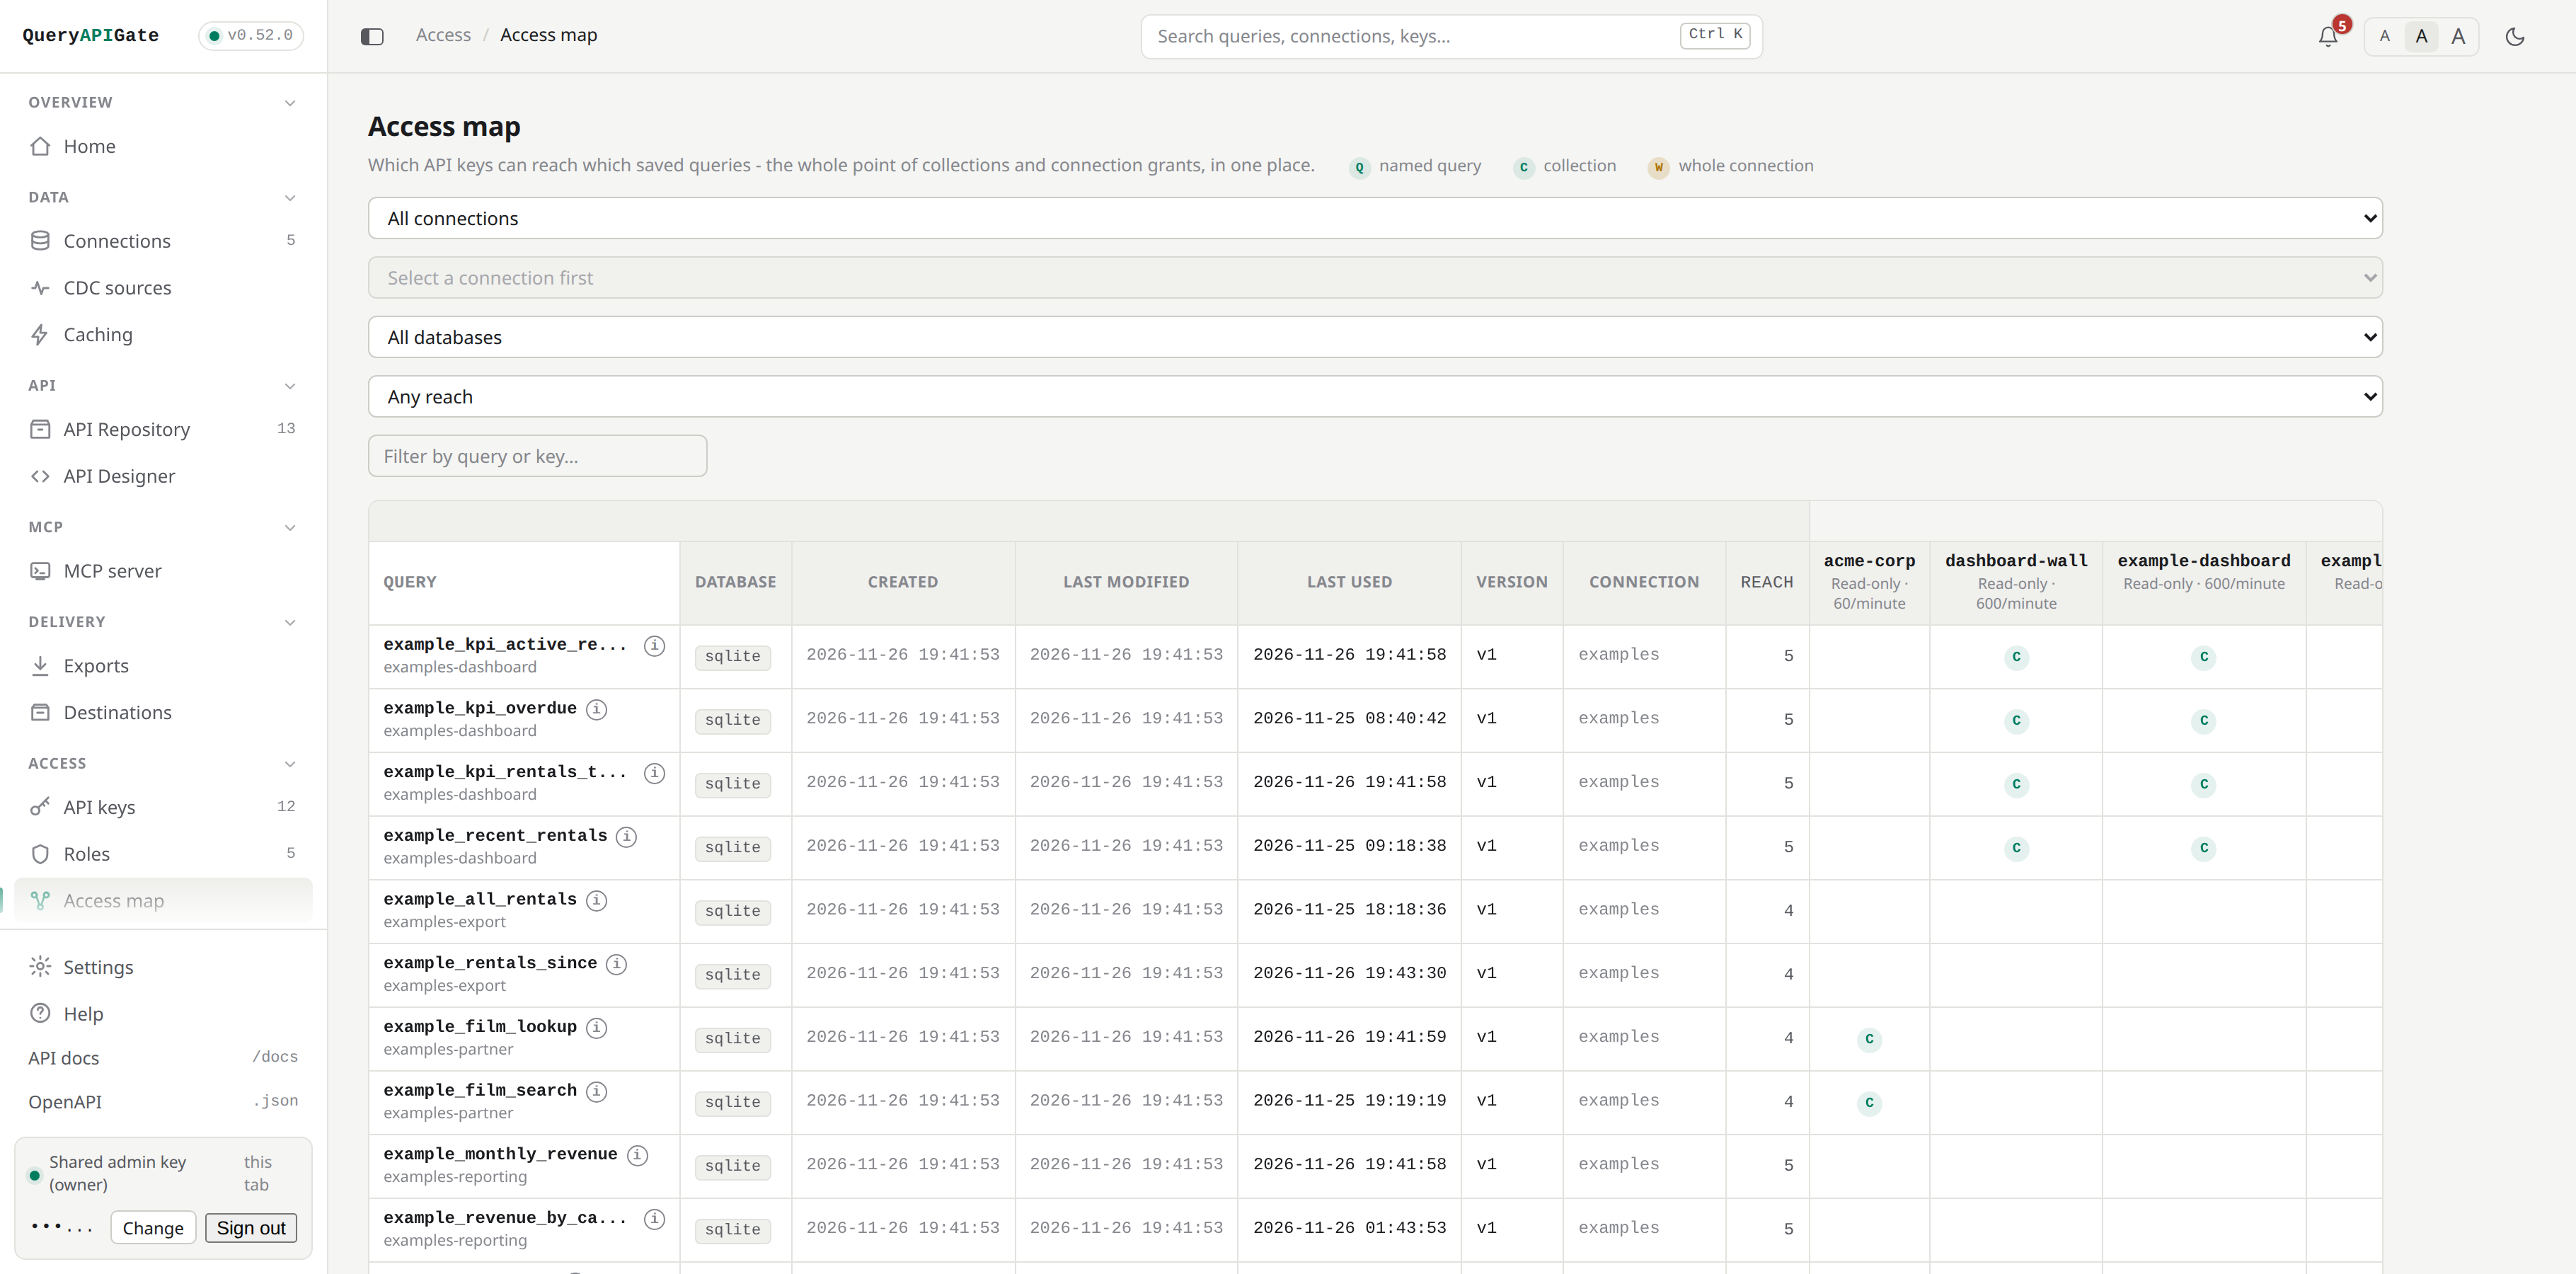 QueryAPIGate
v0.52.0
Access / Access map
Search queries, connections, keys...
Ctrl K
5
A A A
OVERVIEW
Home
DATA
Connections 5
CDC sources
Caching
API
API Repository 13
API Designer
MCP
MCP server
DELIVERY
Exports
Destinations
ACCESS
API keys 12
Roles 5
Access map
Settings
Help
API docs /docs
OpenAPI .json
Shared admin key this
(owner) tab
•••... Change Sign out
Access map
Which API keys can reach which saved queries - the whole point of collections and connection grants, in one place. Q named query C collection W whole connection
All connections
Select a connection first
All databases
Any reach
Filter by query or key...
QUERY DATABASE CREATED LAST MODIFIED LAST USED VERSION CONNECTION REACH acme-corp dashboard-wall example-dashboard exampl
Read-only · Read-only · Read-only · 600/minute Read-o
60/minute 600/minute
example_kpi_active_re... i sqlite 2026-11-26 19:41:53 2026-11-26 19:41:53 2026-11-26 19:41:58 v1 examples 5 C C
examples-dashboard
example_kpi_overdue i sqlite 2026-11-26 19:41:53 2026-11-26 19:41:53 2026-11-25 08:40:42 v1 examples 5 C C
examples-dashboard
example_kpi_rentals_t... i sqlite 2026-11-26 19:41:53 2026-11-26 19:41:53 2026-11-26 19:41:58 v1 examples 5 C C
examples-dashboard
example_recent_rentals i sqlite 2026-11-26 19:41:53 2026-11-26 19:41:53 2026-11-25 09:18:38 v1 examples 5 C C
examples-dashboard
example_all_rentals i sqlite 2026-11-26 19:41:53 2026-11-26 19:41:53 2026-11-25 18:18:36 v1 examples 4
examples-export
example_rentals_since i sqlite 2026-11-26 19:41:53 2026-11-26 19:41:53 2026-11-26 19:43:30 v1 examples 4
examples-export
example_film_lookup i sqlite 2026-11-26 19:41:53 2026-11-26 19:41:53 2026-11-26 19:41:59 v1 examples 4 C
examples-partner
example_film_search i sqlite 2026-11-26 19:41:53 2026-11-26 19:41:53 2026-11-25 19:19:19 v1 examples 4 C
examples-partner
example_monthly_revenue i sqlite 2026-11-26 19:41:53 2026-11-26 19:41:53 2026-11-26 19:41:58 v1 examples 5
examples-reporting
example_revenue_by_ca... i sqlite 2026-11-26 19:41:53 2026-11-26 19:41:53 2026-11-26 01:43:53 v1 examples 5
examples-reporting